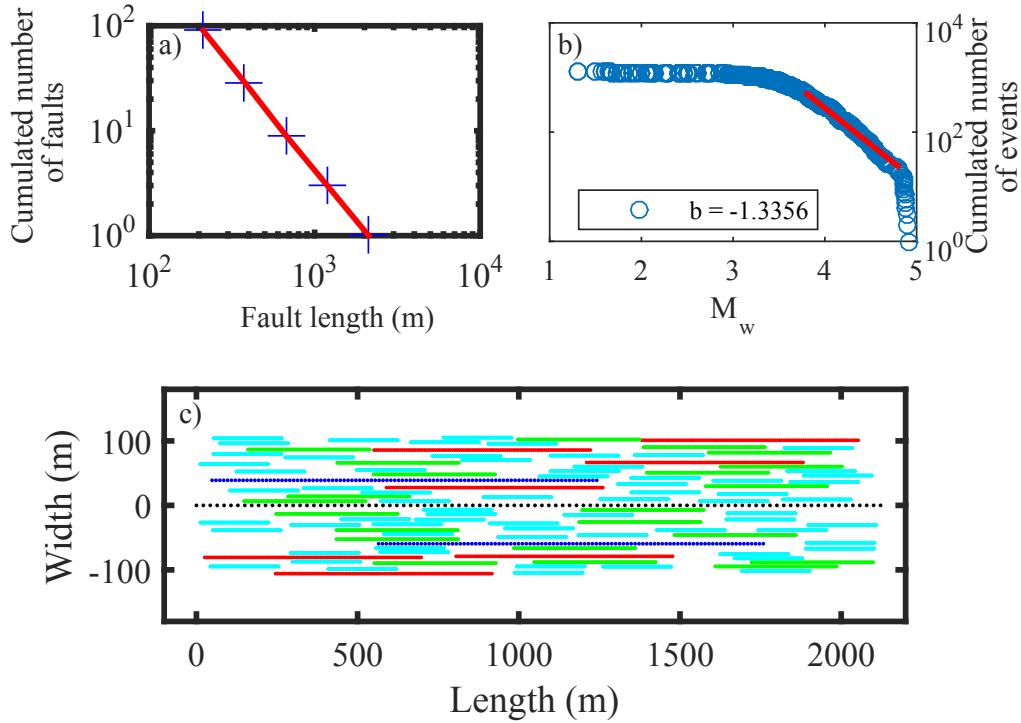 a)
Cumulated number
of faults
10^2
10^1
10^0
10^2
10^3
10^4
Fault length (m)
b)
Cumulated number
of events
10^4
10^2
10^0
b = -1.3356
1
2
3
4
5
M_w
c)
Width (m)
100
0
-100
0
500
1000
1500
2000
Length (m)